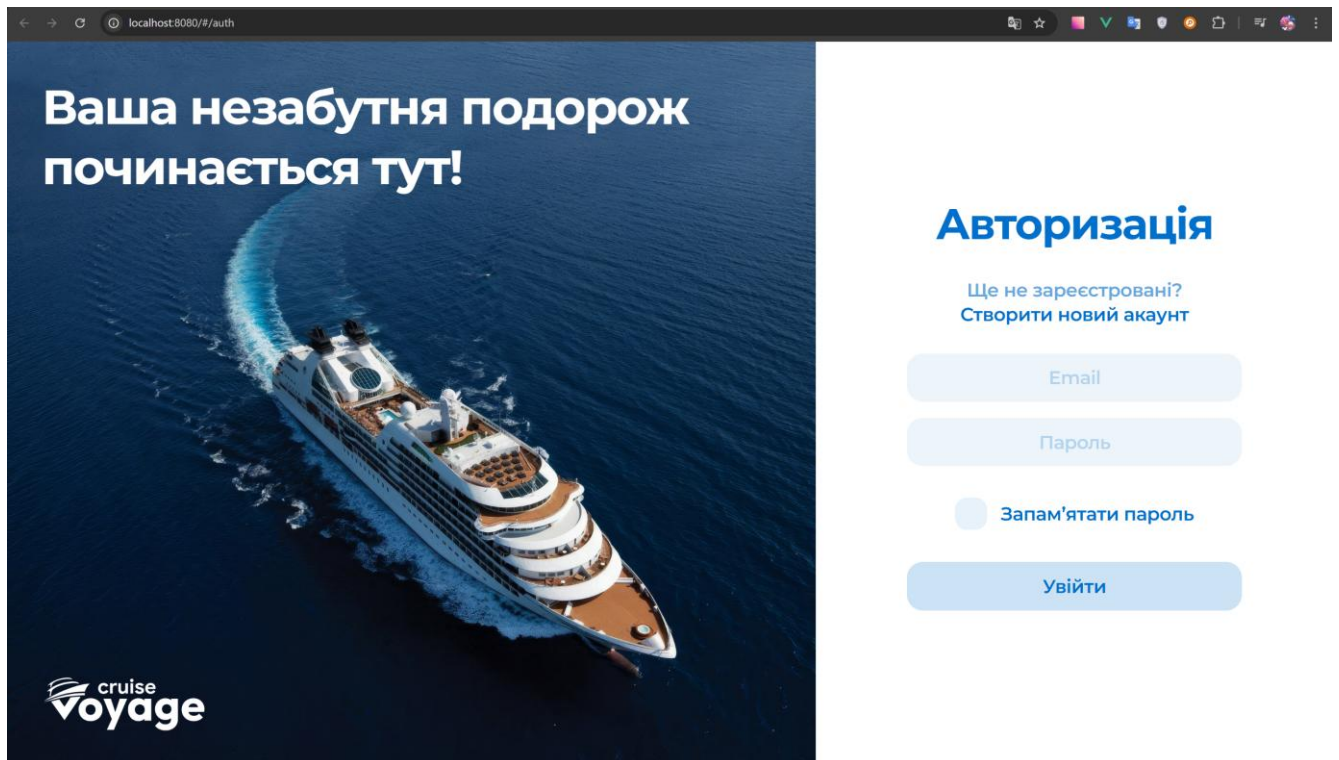 localhost:8080/#/auth
Ваша незабутня подорож
починається тут!
Авторизація
Ще не зареєстровані?
Створити новий акаунт
Email
Пароль
Запам'ятати пароль
Увійти
cruise
voyage